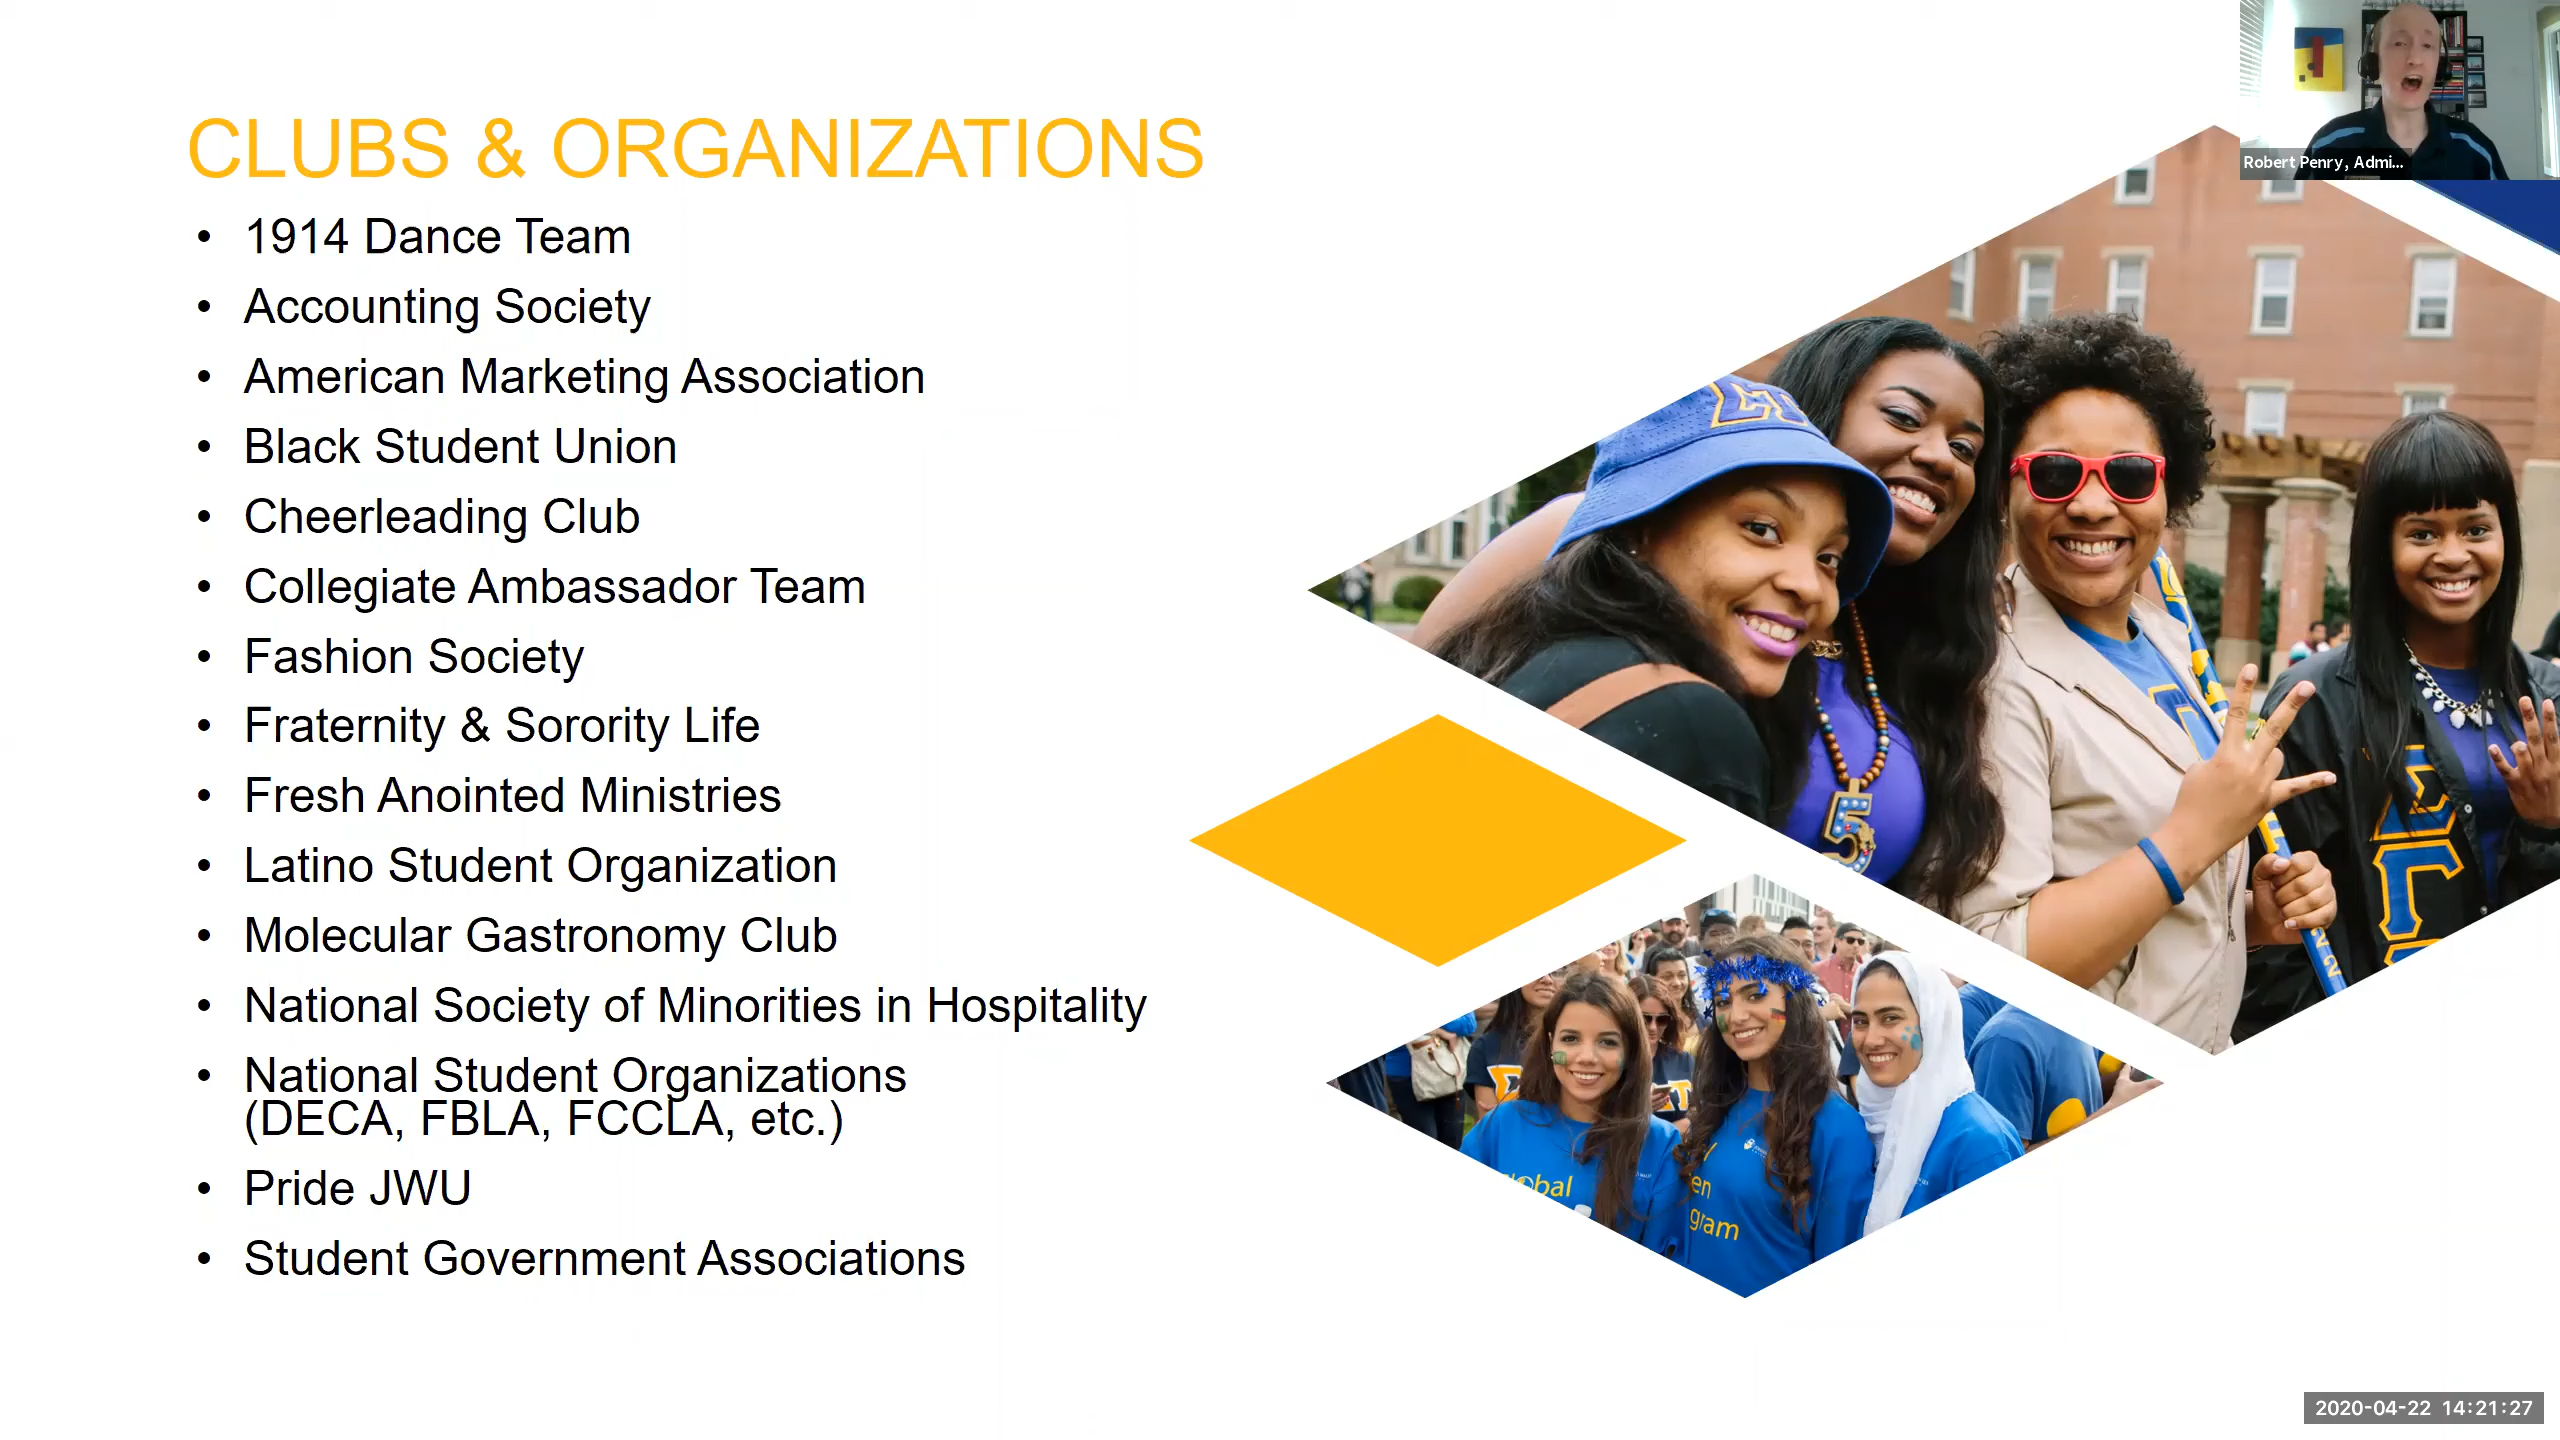 CLUBS & ORGANIZATIONS
• 1914 Dance Team
• Accounting Society
• American Marketing Association
• Black Student Union
• Cheerleading Club
• Collegiate Ambassador Team
• Fashion Society
• Fraternity & Sorority Life
• Fresh Anointed Ministries
• Latino Student Organization
• Molecular Gastronomy Club
• National Society of Minorities in Hospitality
• National Student Organizations
(DECA, FBLA, FCCLA, etc.)
• Pride JWU
• Student Government Associations
Robert Penry, Admi...
ΣΓ
5
22
2020-04-22 14:21:27